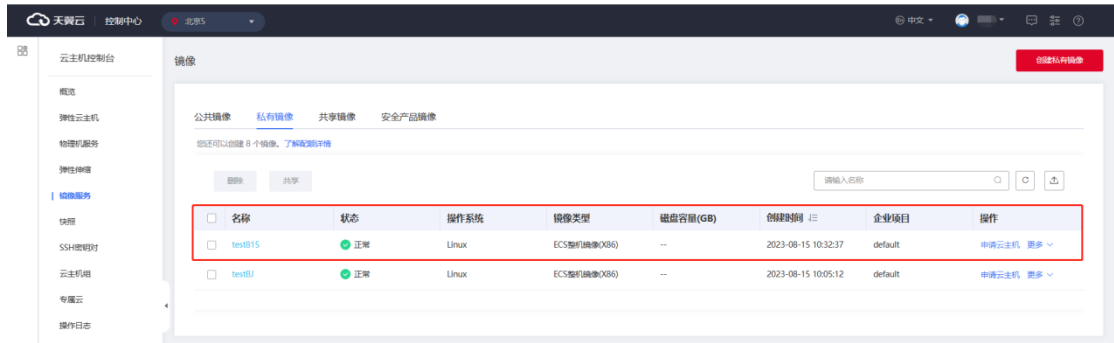 天翼云 控制中心 北京5 中文
云主机控制台
镜像 创建私有镜像
概览
弹性云主机
物理机服务
弹性伸缩
镜像服务
快照
SSH密钥对
云主机组
专属云
操作日志
公共镜像 私有镜像 共享镜像 安全产品镜像
您还可以创建 8 个镜像。了解配额详情
删除 共享 请输入名称
名称 状态 操作系统 镜像类型 磁盘容量(GB) 创建时间 企业项目 操作
test815 正常 Linux ECS整机镜像(X86) -- 2023-08-15 10:32:37 default 申请云主机 更多
testBJ 正常 Linux ECS整机镜像(X86) -- 2023-08-15 10:05:12 default 申请云主机 更多